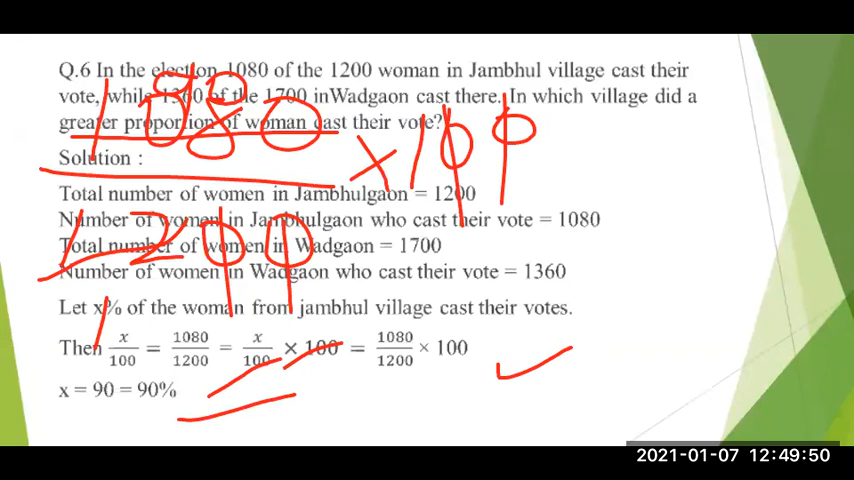 Q.6 In the election 1080 of the 1200 woman in Jambhul village cast their
vote, while 1360 of the 1700 inWadgaon cast there. In which village did a
greater proportion of woman cast their vote?
Solution :
Total number of women in Jambhulgaon = 1200
Number of women in Jambhulgaon who cast their vote = 1080
Total number of women in Wadgaon = 1700
Number of women in Wadgaon who cast their vote = 1360
Let x% of the woman from jambhul village cast their votes.
Then x/100 = 1080/1200 = x/100 × 100 = 1080/1200 × 100
x = 90 = 90%
90
1080
×100
1200
1
2021-01-07 12:49:50